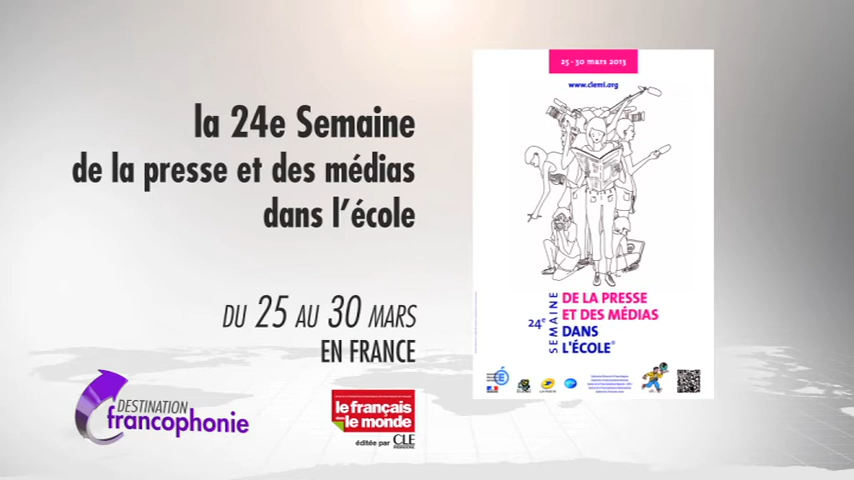 la 24e Semaine
de la presse et des médias
dans l'école
DU 25 AU 30 MARS
EN FRANCE
DESTINATION
francophonie
le français
le monde
éditée par CLE
25 - 30 mars 2013
www.clemi.org
24e SEMAINE
DE LA PRESSE
ET DES MÉDIAS
DANS
L'ÉCOLE